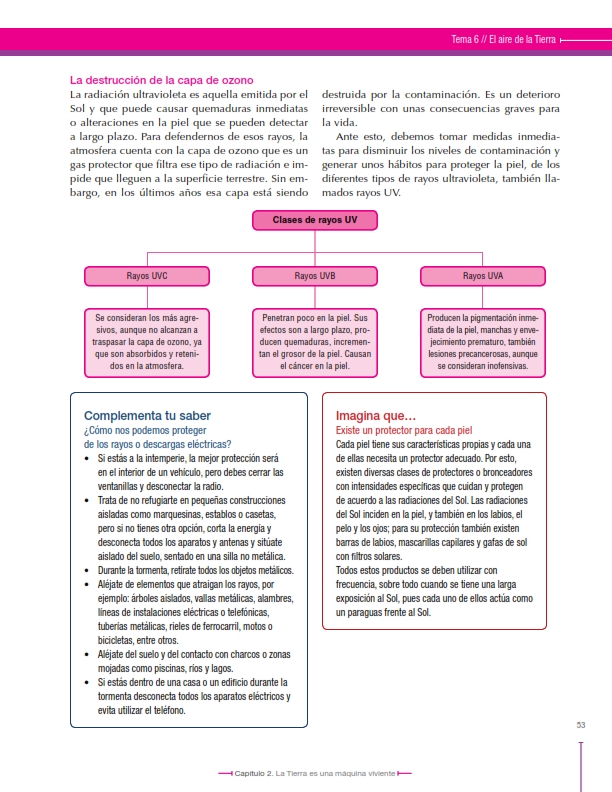 Tema 6 // El aire de la Tierra
La destrucción de la capa de ozono
La radiación ultravioleta es aquella emitida por el
Sol y que puede causar quemaduras inmediatas
o alteraciones en la piel que se pueden detectar
a largo plazo. Para defendernos de esos rayos, la
atmosfera cuenta con la capa de ozono que es un
gas protector que filtra ese tipo de radiación e im-
pide que lleguen a la superficie terrestre. Sin em-
bargo, en los últimos años esa capa está siendo
destruida por la contaminación. Es un deterioro
irreversible con unas consecuencias graves para
la vida.
Ante esto, debemos tomar medidas inmedia-
tas para disminuir los niveles de contaminación y
generar unos hábitos para proteger la piel, de los
diferentes tipos de rayos ultravioleta, también lla-
mados rayos UV.
Clases de rayos UV
Rayos UVC
Rayos UVB
Rayos UVA
Se consideran los más agre-
sivos, aunque no alcanzan a
traspasar la capa de ozono, ya
que son absorbidos y reteni-
dos en la atmosfera.
Penetran poco en la piel. Sus
efectos son a largo plazo, pro-
ducen quemaduras, incremen-
tan el grosor de la piel. Causan
el cáncer en la piel.
Producen la pigmentación inme-
diata de la piel, manchas y enve-
jecimiento prematuro, también
lesiones precancerosas, aunque
se consideran inofensivas.
Complementa tu saber
¿Cómo nos podemos proteger
de los rayos o descargas eléctricas?
• Si estás a la intemperie, la mejor protección será
en el interior de un vehículo, pero debes cerrar las
ventanillas y desconectar la radio.
• Trata de no refugiarte en pequeñas construcciones
aisladas como marquesinas, establos o casetas,
pero si no tienes otra opción, corta la energía y
desconecta todos los aparatos y antenas y sitúate
aislado del suelo, sentado en una silla no metálica.
• Durante la tormenta, retírate todos los objetos metálicos.
• Aléjate de elementos que atraigan los rayos, por
ejemplo: árboles aislados, vallas metálicas, alambres,
líneas de instalaciones eléctricas o telefónicas,
tuberías metálicas, rieles de ferrocarril, motos o
bicicletas, entre otros.
• Aléjate del suelo y del contacto con charcos o zonas
mojadas como piscinas, ríos y lagos.
• Si estás dentro de una casa o un edificio durante la
tormenta desconecta todos los aparatos eléctricos y
evita utilizar el teléfono.
Imagina que…
Existe un protector para cada piel
Cada piel tiene sus características propias y cada una
de ellas necesita un protector adecuado. Por esto,
existen diversas clases de protectores o bronceadores
con intensidades específicas que cuidan y protegen
de acuerdo a las radiaciones del Sol. Las radiaciones
del Sol inciden en la piel, y también en los labios, el
pelo y los ojos; para su protección también existen
barras de labios, mascarillas capilares y gafas de sol
con filtros solares.
Todos estos productos se deben utilizar con
frecuencia, sobre todo cuando se tiene una larga
exposición al Sol, pues cada uno de ellos actúa como
un paraguas frente al Sol.
53
Capítulo 2. La Tierra es una máquina viviente